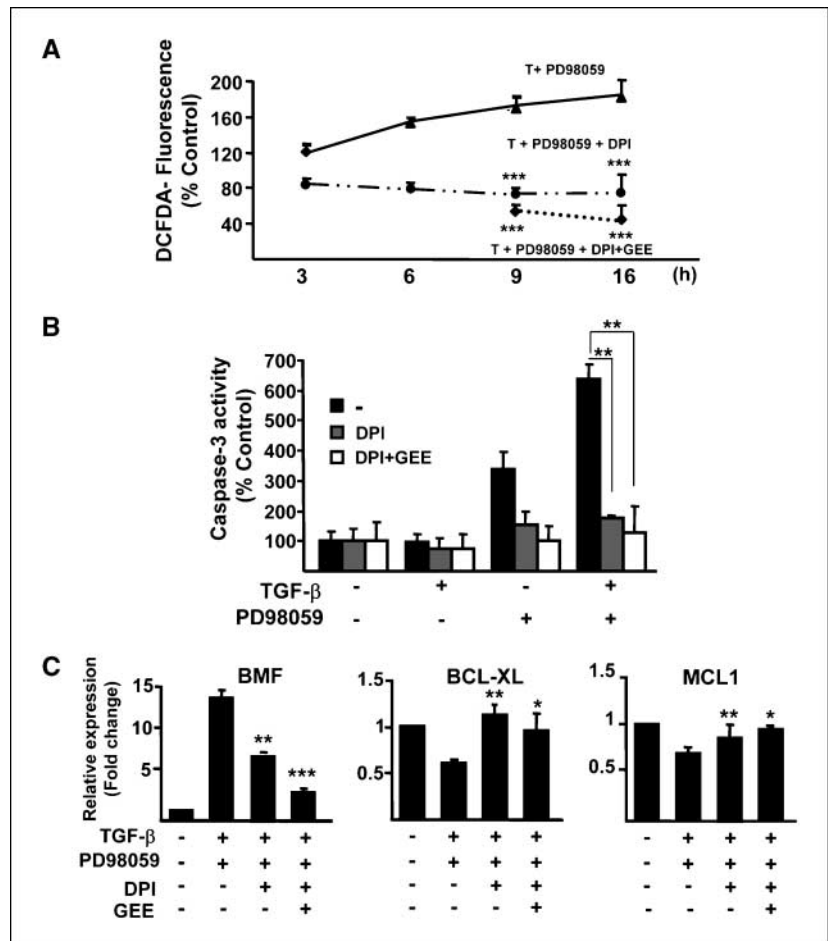 A
DCFDA- Fluorescence
(% Control)
200
160
120
80
40
T+ PD98059
T + PD98059 + DPI
***
***
***
***
T + PD98059 + DPI+GEE
3 6 9 16 (h)
B
Caspase-3 activity
(% Control)
700
600
500
400
300
200
100
-
DPI
DPI+GEE
**
**
TGF-β - + - +
PD98059 - - + +
C
Relative expression
(Fold change)
BMF
15
10
5
**
***
BCL-XL
1.5
1
0.5
**
*
MCL1
1.5
1
0.5
**
*
TGF-β - + + + - + + + - + + +
PD98059 - + + + - + + + - + + +
DPI - - + + - - + + - - + +
GEE - - - + - - - + - - - +